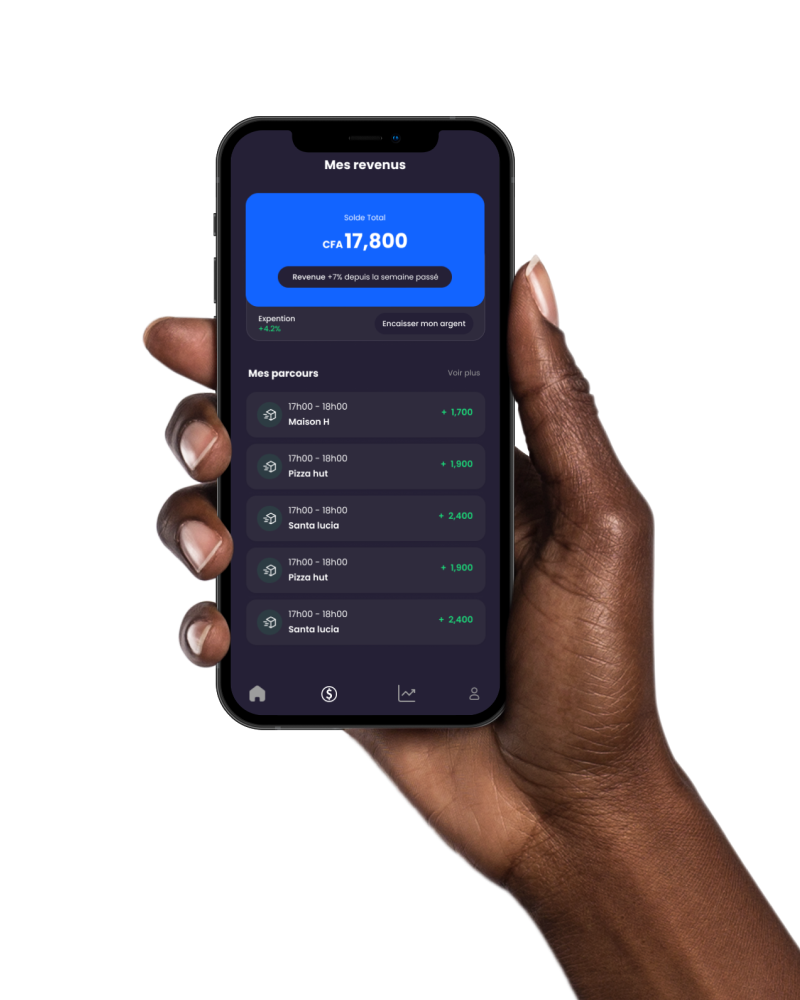 Mes revenus
Solde Total
CFA 17,800
Revenue +7% depuis la semaine passé
Expention
+4.2%
Encaisser mon argent
Mes parcours
Voir plus
17h00 - 18h00
Maison H
+ 1,700
17h00 - 18h00
Pizza hut
+ 1,900
17h00 - 18h00
Santa lucia
+ 2,400
17h00 - 18h00
Pizza hut
+ 1,900
17h00 - 18h00
Santa lucia
+ 2,400